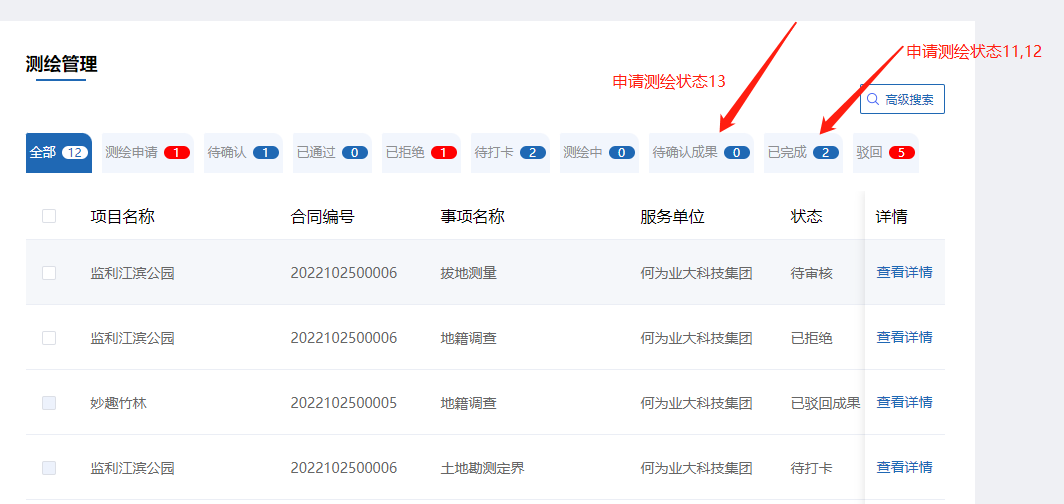 测绘管理
申请测绘状态11,12
申请测绘状态13
高级搜索
全部 12 测绘申请 1 待确认 1 已通过 0 已拒绝 1 待打卡 2 测绘中 0 待确认成果 0 已完成 2 驳回 5
项目名称 合同编号 事项名称 服务单位 状态 详情
监利江滨公园 2022102500006 拔地测量 何为业大科技集团 待审核 查看详情
监利江滨公园 2022102500006 地籍调查 何为业大科技集团 已拒绝 查看详情
妙趣竹林 2022102500005 地籍调查 何为业大科技集团 已驳回成果 查看详情
监利江滨公园 2022102500006 土地勘测定界 何为业大科技集团 待打卡 查看详情